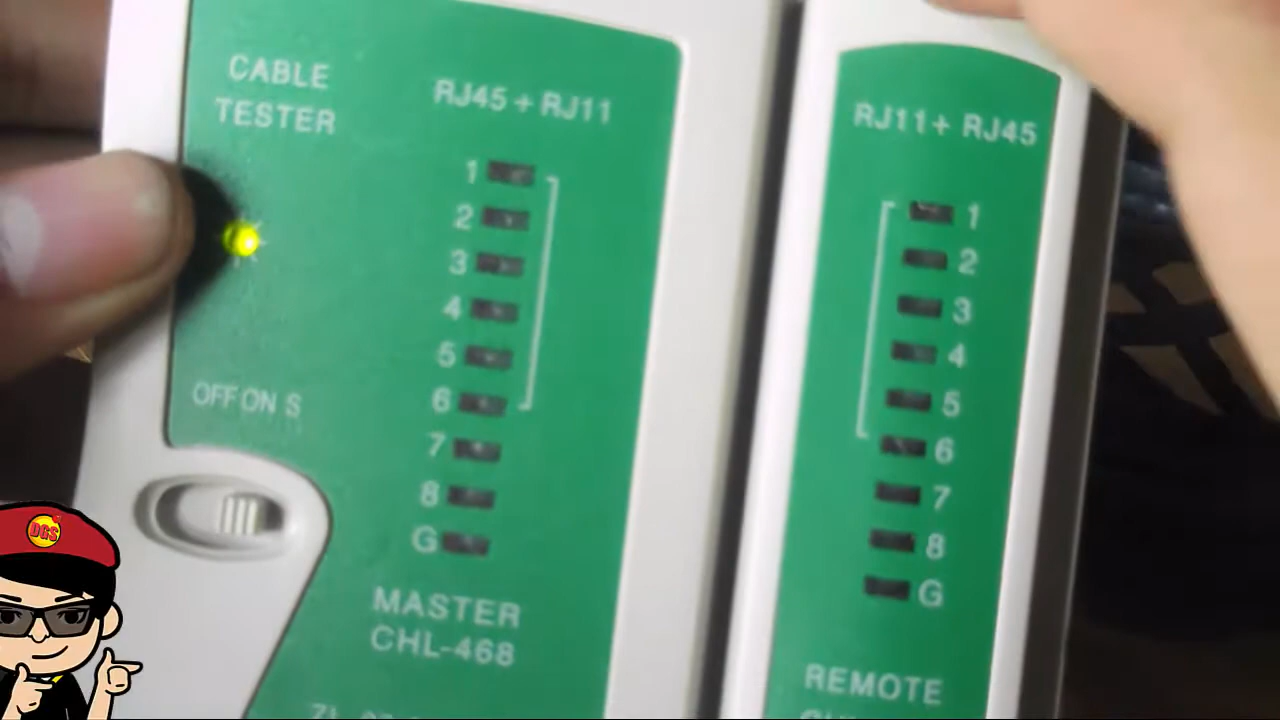 CABLE
TESTER
RJ45 + RJ11
1
2
3
4
5
6
7
8
G
OFF ON S
MASTER
CHL-468
RJ11 + RJ45
1
2
3
4
5
6
7
8
G
REMOTE
DGS